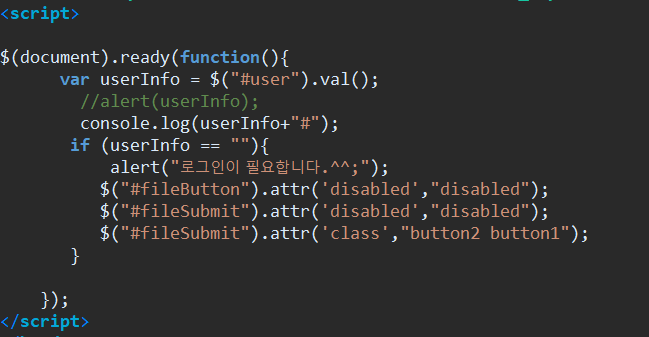 <script>
$(document).ready(function(){
var userInfo = $("#user").val();
//alert(userInfo);
console.log(userInfo+"#");
if (userInfo == ""){
alert("로그인이 필요합니다.^^;");
$("#fileButton").attr('disabled',"disabled");
$("#fileSubmit").attr('disabled',"disabled");
$("#fileSubmit").attr('class',"button2 button1");
}
});
</script>